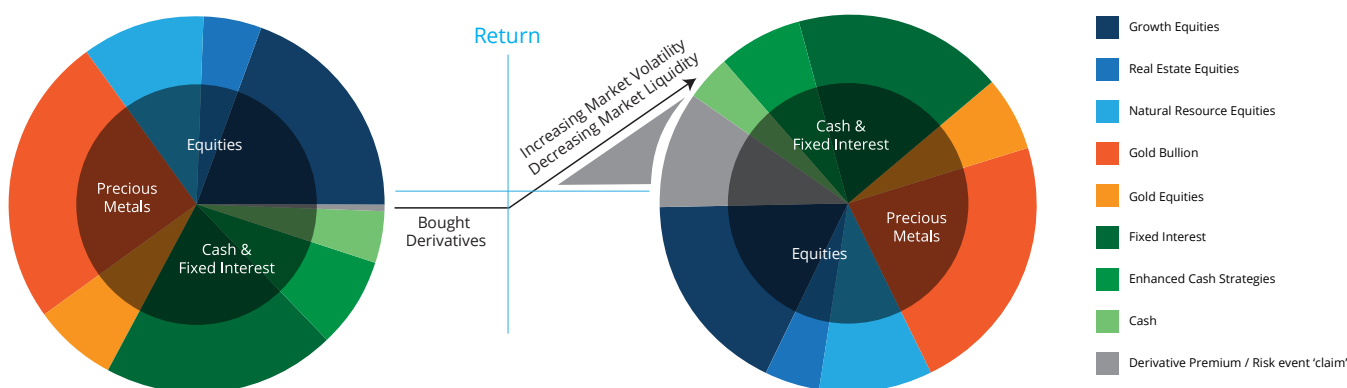 Equities
Precious
Metals
Cash &
Fixed Interest
Return
Bought
Derivatives
Increasing Market Volatility
Decreasing Market Liquidity
Cash &
Fixed Interest
Precious
Metals
Equities
Growth Equities
Real Estate Equities
Natural Resource Equities
Gold Bullion
Gold Equities
Fixed Interest
Enhanced Cash Strategies
Cash
Derivative Premium / Risk event ‘claim’